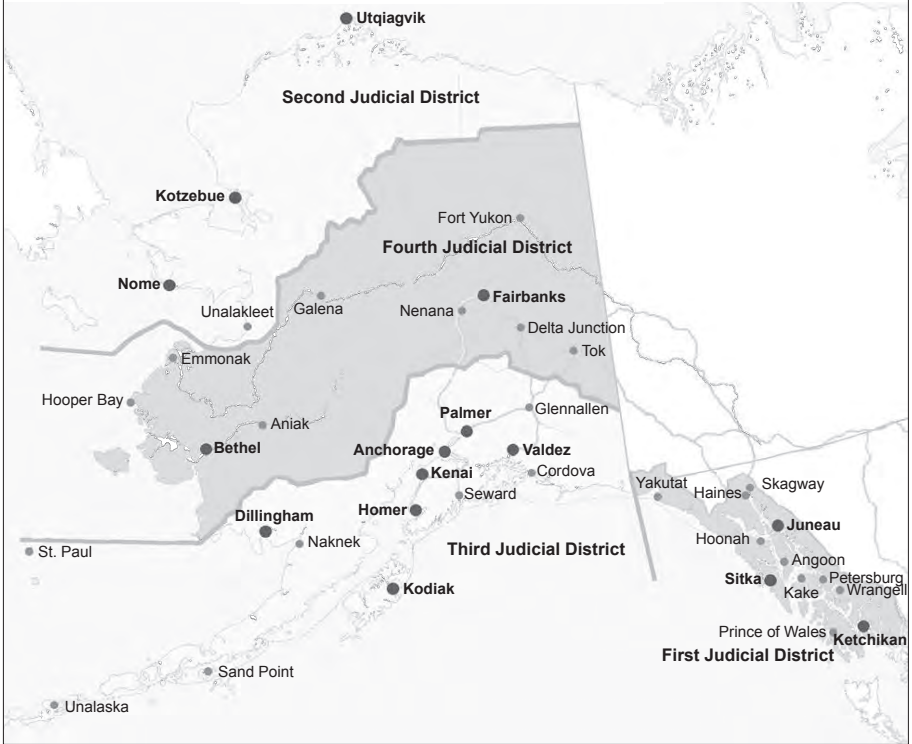 Utqiagvik
Second Judicial District
Kotzebue
Fort Yukon
Fourth Judicial District
Nome
Galena
Fairbanks
Unalakleet
Nenana
Delta Junction
Tok
Emmonak
Hooper Bay
Aniak
Glennallen
Palmer
Bethel
Anchorage
Valdez
Kenai
Cordova
Yakutat
Skagway
Haines
Seward
Homer
Dillingham
Juneau
Naknek
Hoonah
Third Judicial District
St. Paul
Angoon
Sitka
Petersburg
Kake
Wrangell
Kodiak
Prince of Wales
Ketchikan
First Judicial District
Sand Point
Unalaska